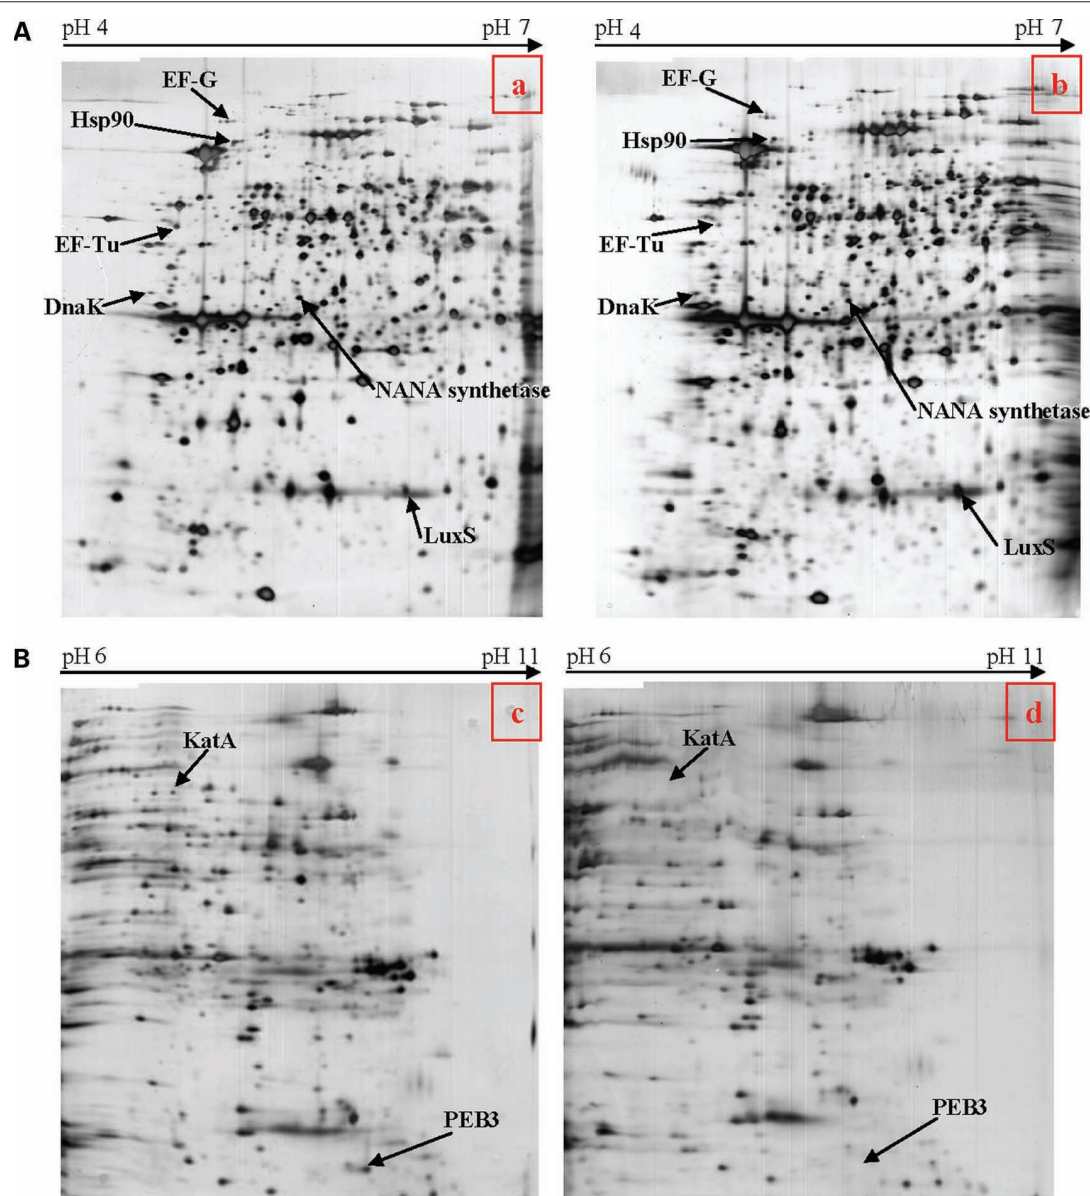 A
pH 4
pH 7
pH 4
pH 7
a
b
EF-G
Hsp90
EF-Tu
DnaK
NANA synthetase
LuxS
EF-G
Hsp90
EF-Tu
DnaK
NANA synthetase
LuxS
B
pH 6
pH 11
pH 6
pH 11
c
d
KatA
PEB3
KatA
PEB3